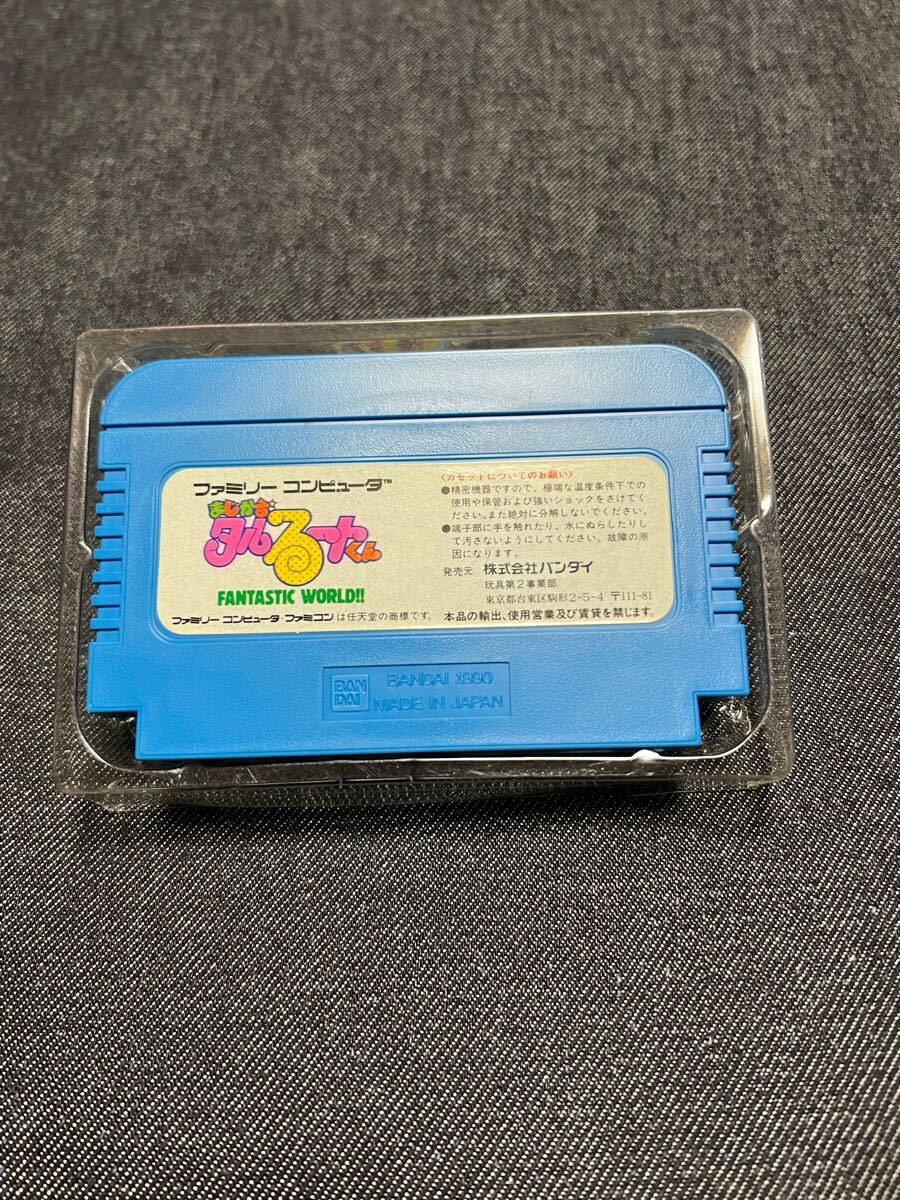 ファミリー コンピュータ™
まじかる
タルるートくん
FANTASTIC WORLD!!
ファミリー コンピュータ・ファミコン は任天堂の商標です。
〈カセットについてのお願い〉
●精密機器ですので、極端な温度条件下での
使用や保管および強いショックをさけてく
ださい。また絶対に分解しないでください。
●端子部に手を触れたり、水にぬらしたりし
て汚さないようにしてください。故障の原
因になります。
発売元 株式会社バンダイ
玩具第2事業部
東京都台東区駒形2-5-4 〒111-81
本品の輸出、使用営業及び賃貸を禁じます。
BAN
DAI
BANDAI 1990
MADE IN JAPAN